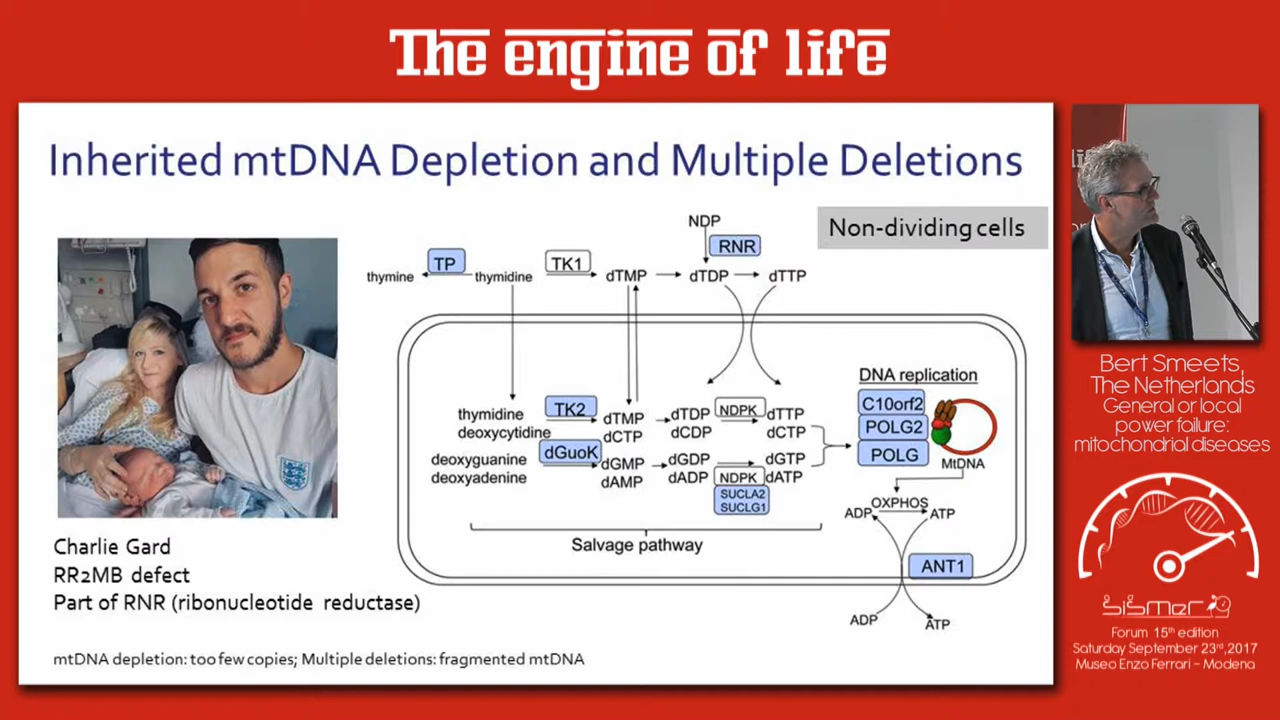 The engine of life
Inherited mtDNA Depletion and Multiple Deletions
Non-dividing cells
NDP
RNR
TP
TK1
thymine
thymidine
dTMP
dTDP
dTTP
DNA replication
thymidine
deoxycytidine
TK2
dTMP
dCTP
dTDP
dCDP
NDPK
dTTP
dCTP
C10orf2
POLG2
POLG
MtDNA
deoxyguanine
deoxyadenine
dGuoK
dGMP
dAMP
dGDP
dADP
NDPK
SUCLA2
SUCLG1
dGTP
dATP
OXPHOS
ADP
ATP
Salvage pathway
ANT1
ADP
ATP
Charlie Gard
RR2MB defect
Part of RNR (ribonucleotide reductase)
mtDNA depletion: too few copies; Multiple deletions: fragmented mtDNA
Bert Smeets,
The Netherlands
General or local
power failure:
mitochondrial diseases
SISMER
Forum 15th edition
Saturday September 23rd,2017
Museo Enzo Ferrari - Modena